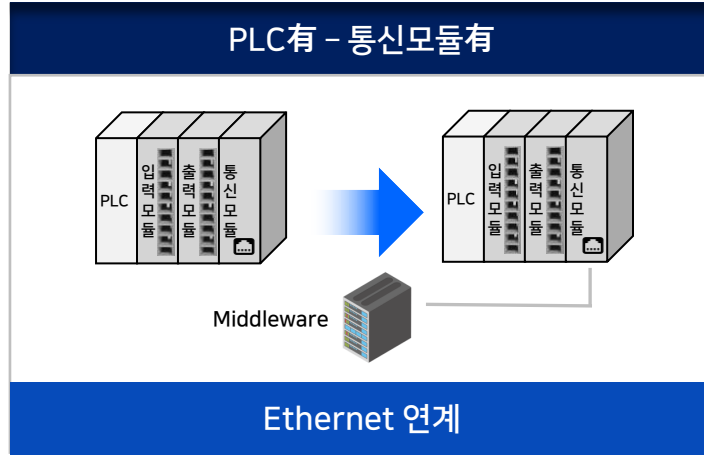 PLC有 – 통신모듈有
PLC
입력모듈
출력모듈
통신모듈
PLC
입력모듈
출력모듈
통신모듈
Middleware
Ethernet 연계